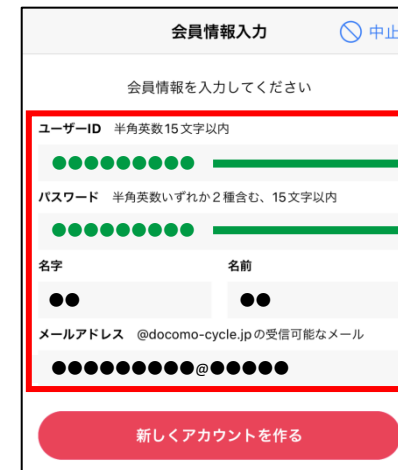 会員情報入力 中止
会員情報を入力してください
ユーザーID 半角英数15文字以内
●●●●●●●●●
パスワード 半角英数いずれか2種含む、15文字以内
●●●●●●●●●
名字 名前
●● ●●
メールアドレス @docomo-cycle.jpの受信可能なメール
●●●●●●●●●@●●●●●
新しくアカウントを作る